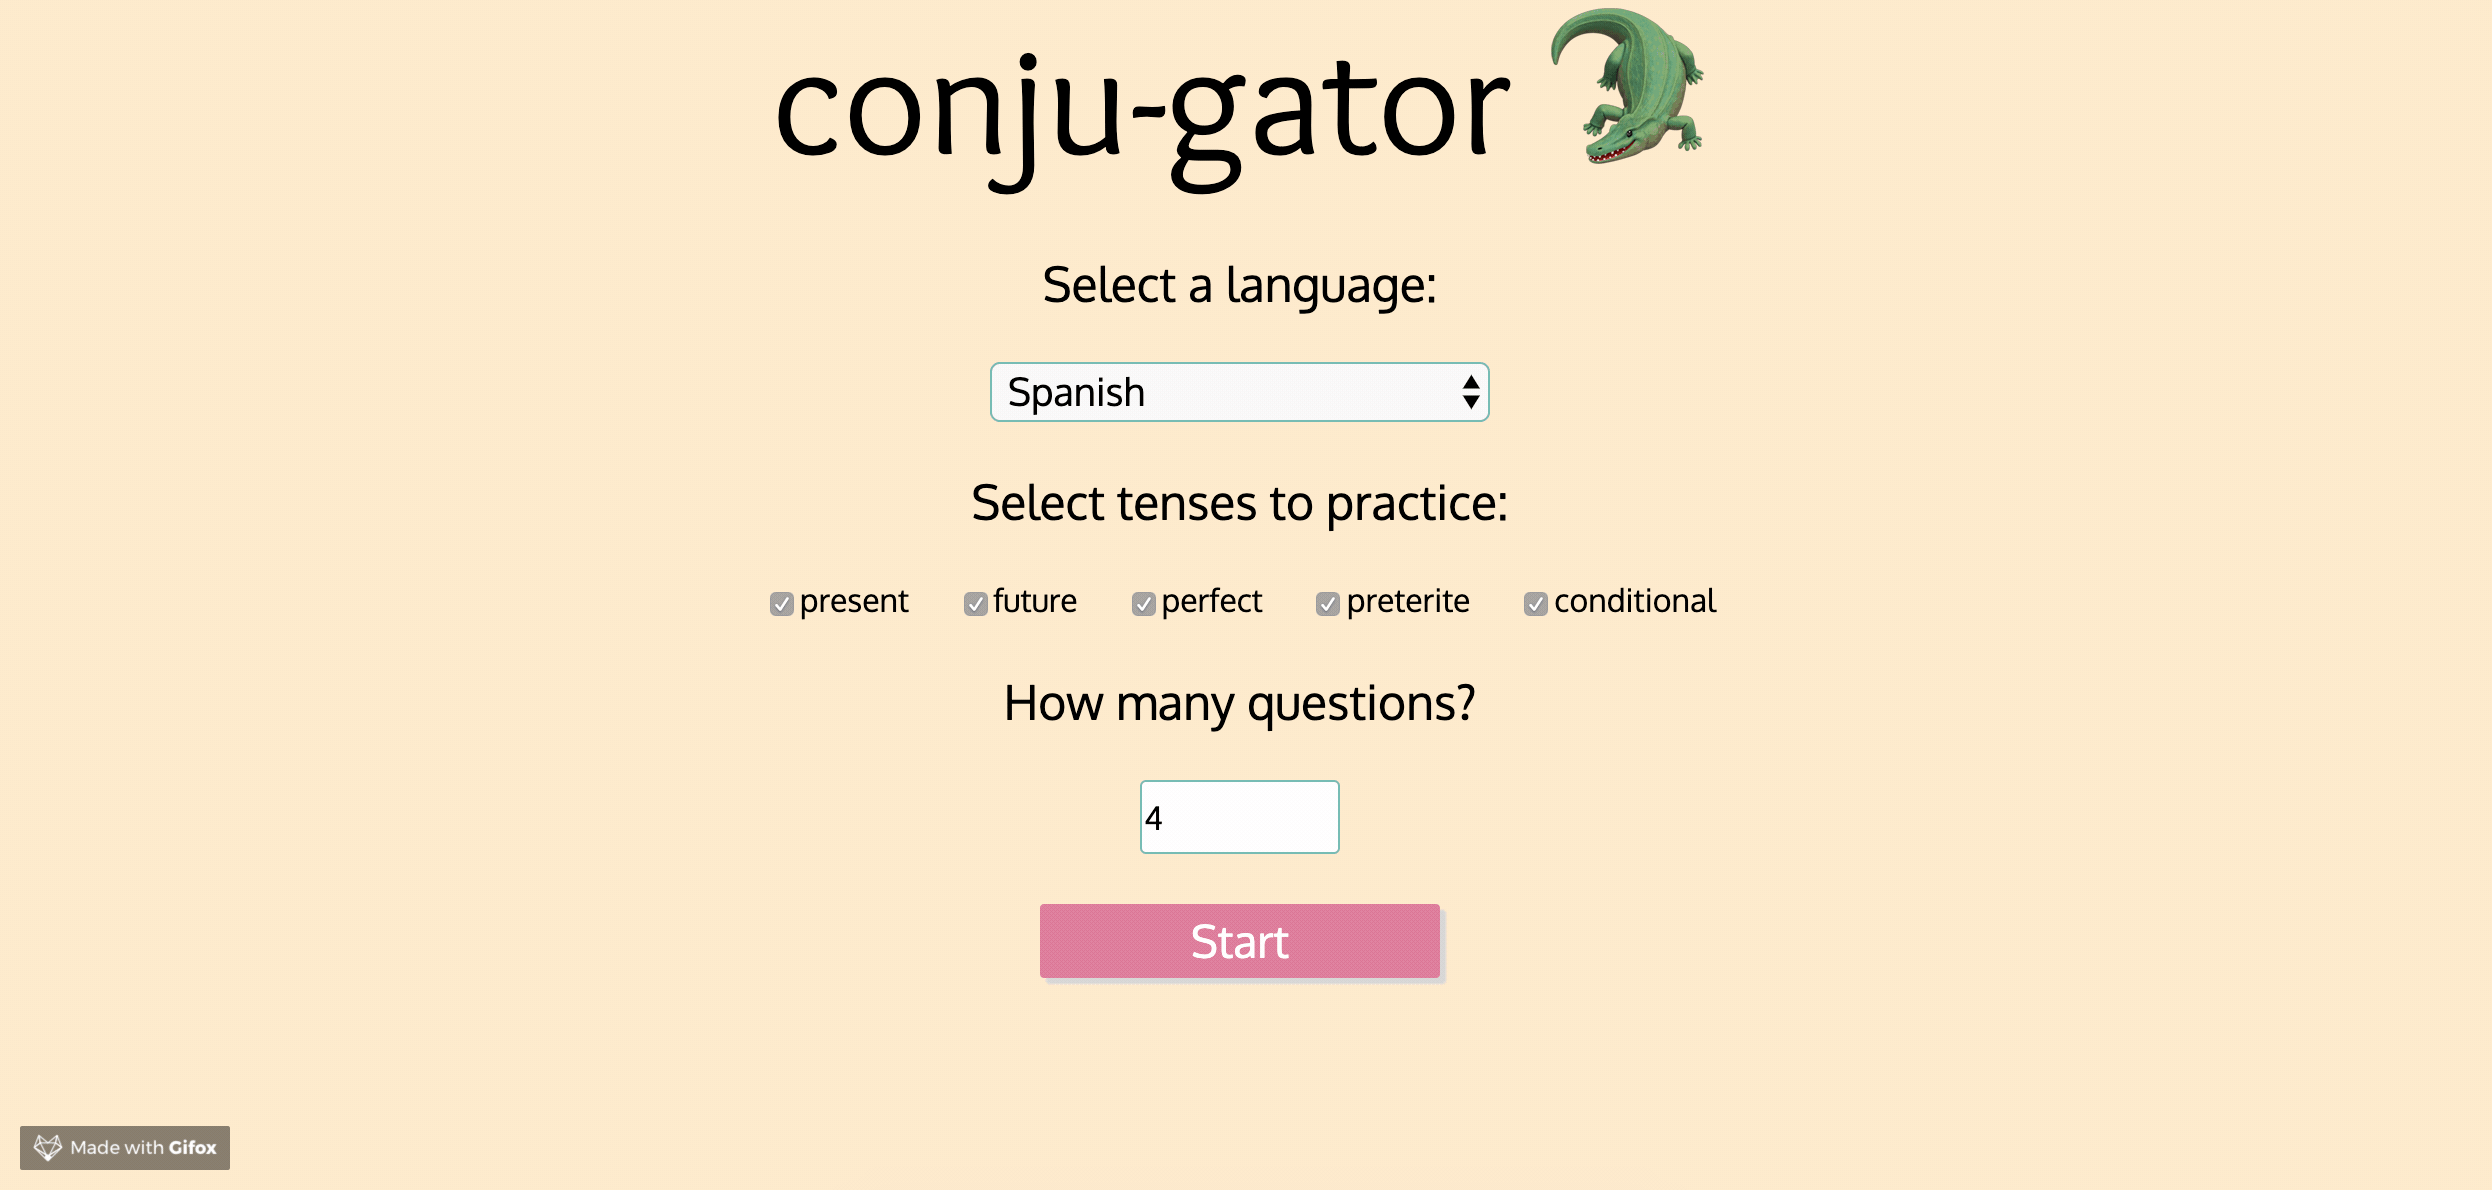 conju-gator
Select a language:
Spanish
Select tenses to practice:
present future perfect preterite conditional
How many questions?
4
Start
Made with Gifox